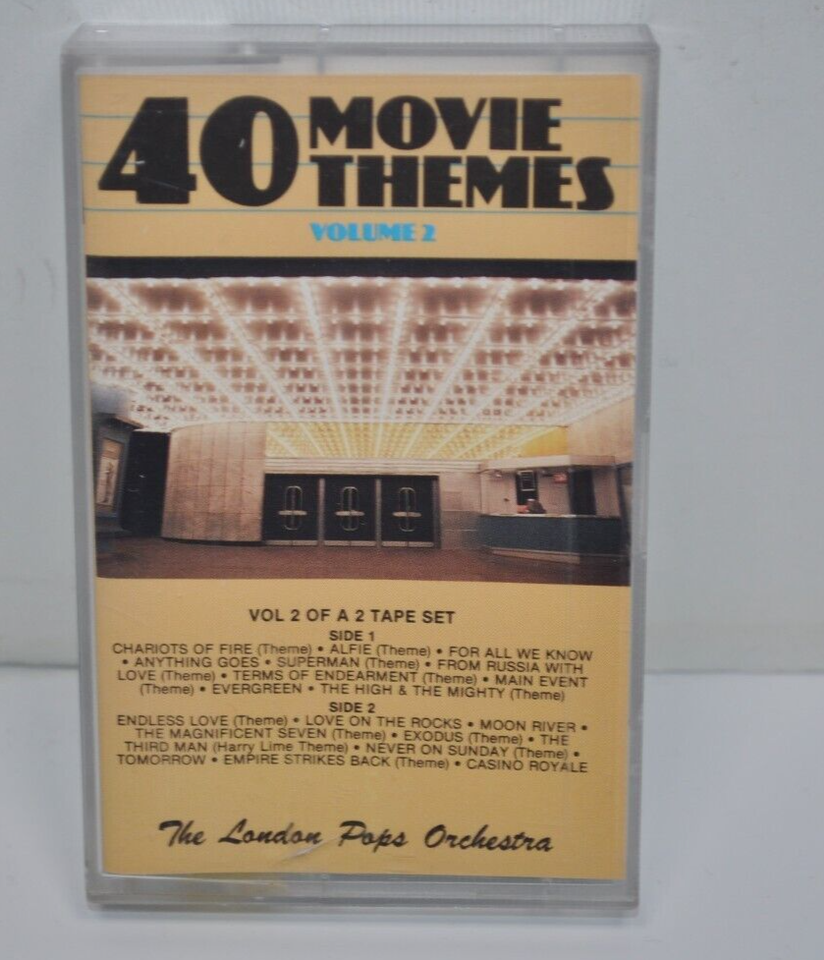 40 MOVIE
THEMES
VOLUME 2
VOL 2 OF A 2 TAPE SET
SIDE 1
CHARIOTS OF FIRE (Theme) • ALFIE (Theme) • FOR ALL WE KNOW
• ANYTHING GOES • SUPERMAN (Theme) • FROM RUSSIA WITH
LOVE (Theme) • TERMS OF ENDEARMENT (Theme) • MAIN EVENT
(Theme) • EVERGREEN • THE HIGH & THE MIGHTY (Theme)
SIDE 2
ENDLESS LOVE (Theme) • LOVE ON THE ROCKS • MOON RIVER •
THE MAGNIFICENT SEVEN (Theme) • EXODUS (Theme) • THE
THIRD MAN (Harry Lime Theme) • NEVER ON SUNDAY (Theme) •
TOMORROW • EMPIRE STRIKES BACK (Theme) • CASINO ROYALE
The London Pops Orchestra